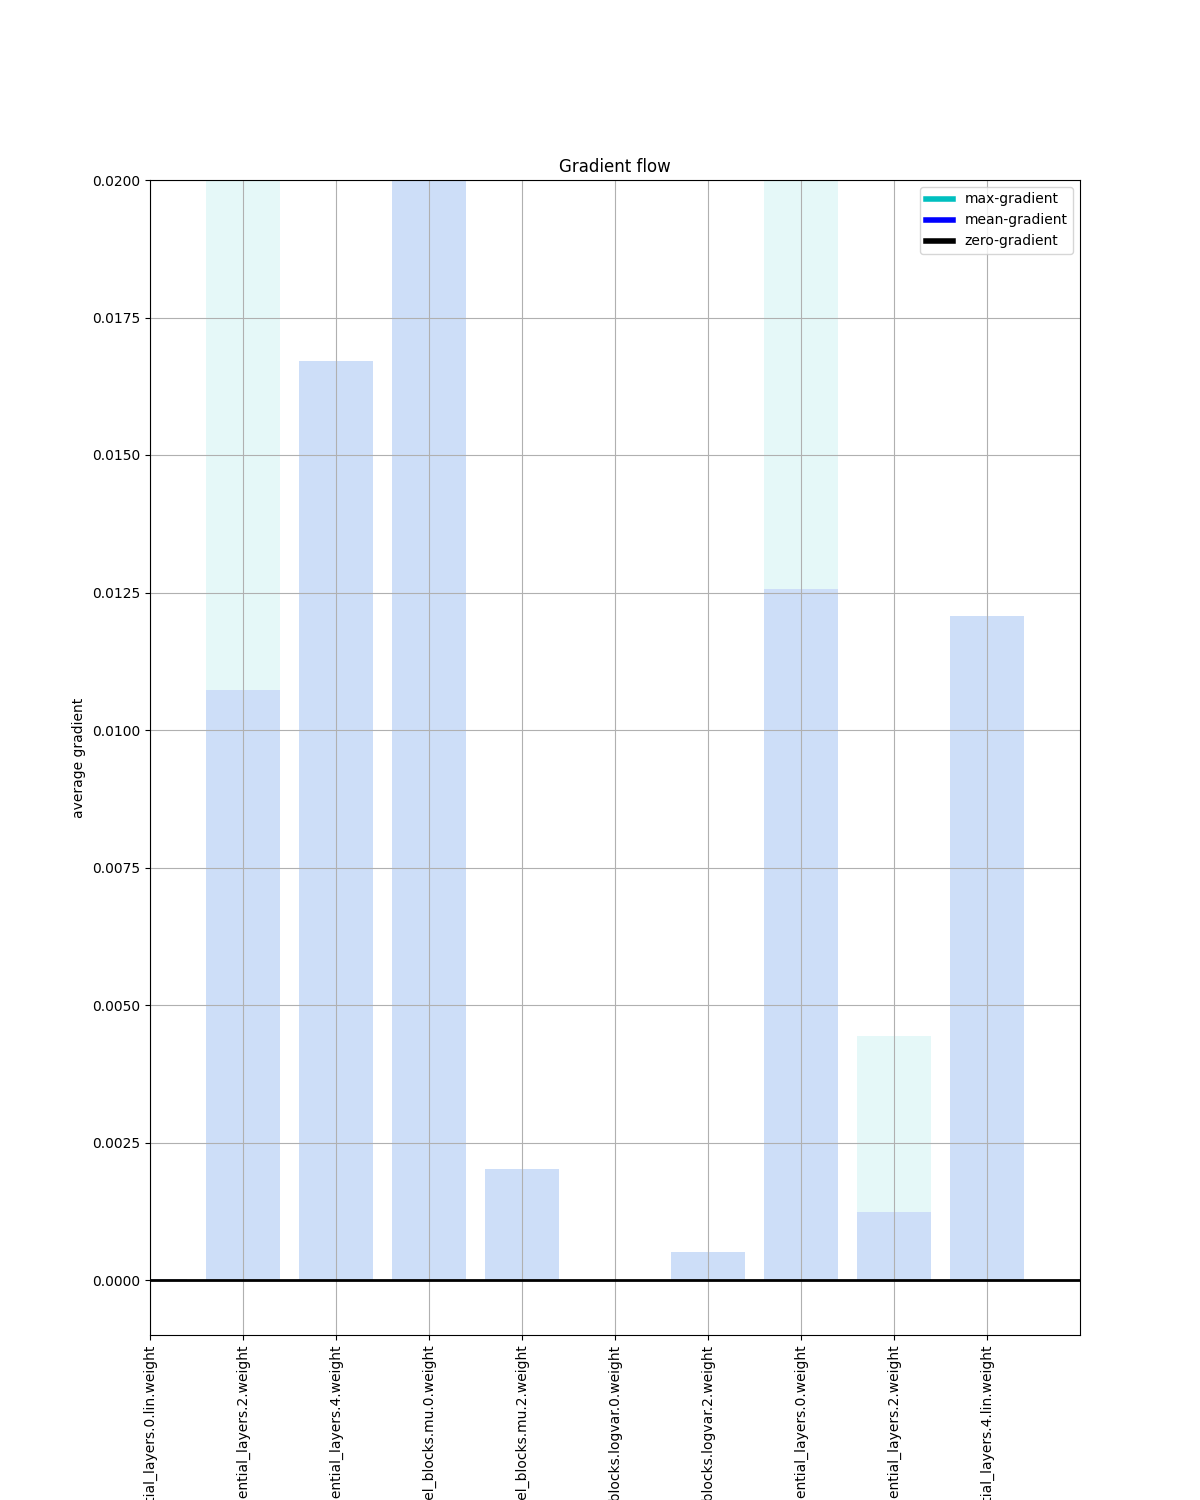 Gradient flow
max-gradient
mean-gradient
zero-gradient
0.0200
0.0175
0.0150
0.0125
0.0100
0.0075
0.0050
0.0025
0.0000
average gradient
tial_layers.0.lin.weight
ential_layers.2.weight
ential_layers.4.weight
el_blocks.mu.0.weight
el_blocks.mu.2.weight
blocks.logvar.0.weight
blocks.logvar.2.weight
ential_layers.0.weight
ential_layers.2.weight
tial_layers.4.lin.weight